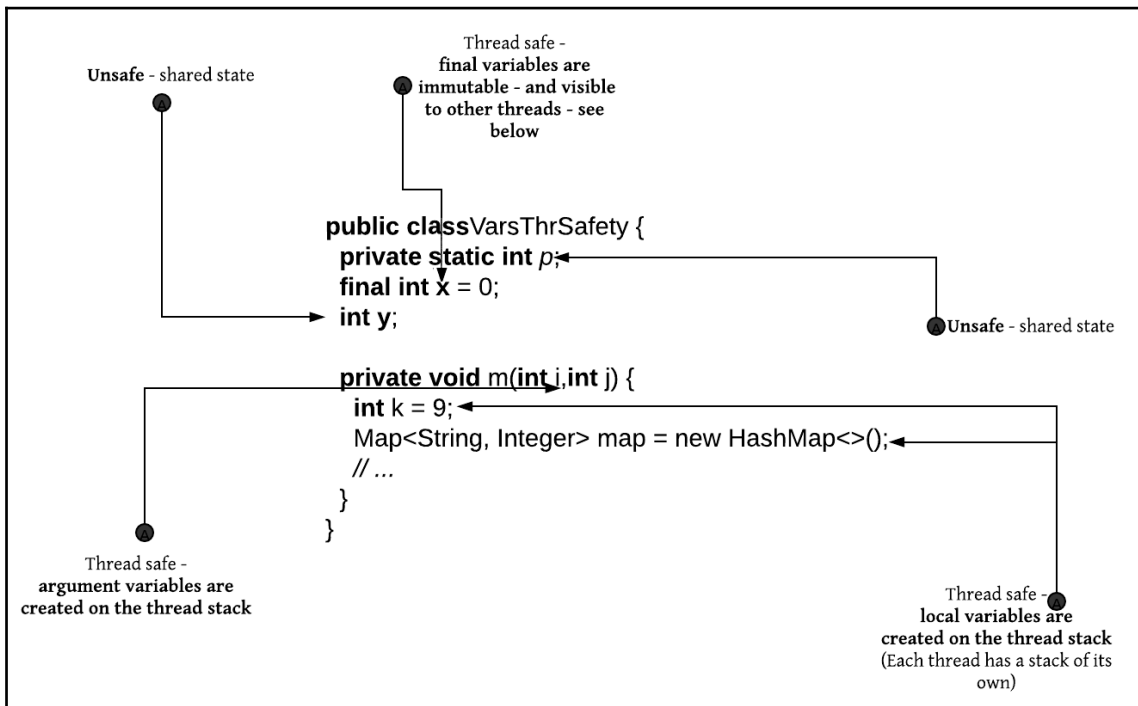 Thread safe -
final variables are
immutable - and visible
to other threads - see
below
Unsafe - shared state
A
A
public classVarsThrSafety {
private static int p;
final int x = 0;
int y;
A
Unsafe - shared state
private void m(int i,int j) {
int k = 9;
Map<String, Integer> map = new HashMap<>();
// ...
}
}
A
Thread safe -
argument variables are
created on the thread stack
A
Thread safe -
local variables are
created on the thread stack
(Each thread has a stack of its
own)